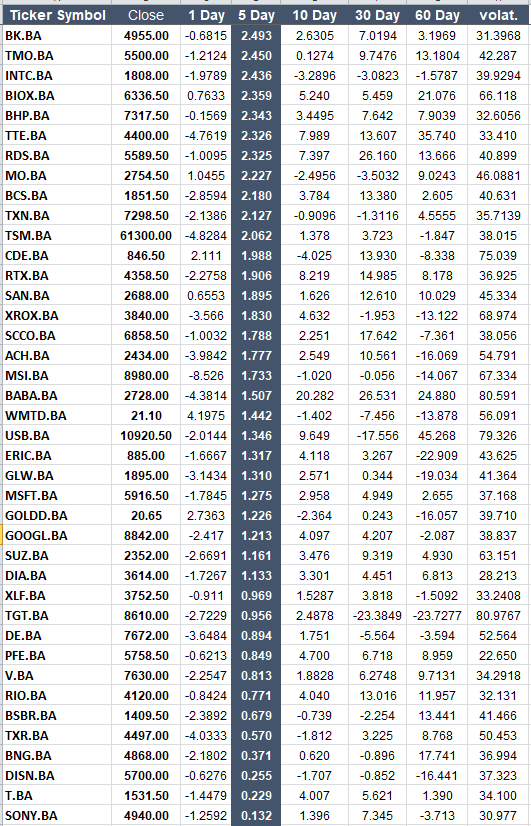 Ticker Symbol Close 1 Day 5 Day 10 Day 30 Day 60 Day volat.
BK.BA 4955.00 -0.6815 2.493 2.6305 7.0194 3.1969 31.3968
TMO.BA 5500.00 -1.2124 2.450 0.1274 9.7476 13.1804 42.287
INTC.BA 1808.00 -1.9789 2.436 -3.2896 -3.0823 -1.5787 39.9294
BIOX.BA 6336.50 0.7633 2.359 5.240 5.459 21.076 66.118
BHP.BA 7317.50 -0.1569 2.343 3.4495 7.642 7.9039 32.6056
TTE.BA 4400.00 -4.7619 2.326 7.989 13.607 35.740 33.410
RDS.BA 5589.50 -1.0095 2.325 7.397 26.160 13.666 40.899
MO.BA 2754.50 1.0455 2.227 -2.4956 -3.5032 9.0243 46.0881
BCS.BA 1851.50 -2.8594 2.180 3.784 13.380 2.605 40.631
TXN.BA 7298.50 -2.1386 2.127 -0.9096 -1.3116 4.5555 35.7139
TSM.BA 61300.00 -4.8284 2.062 1.378 3.723 -1.847 38.015
CDE.BA 846.50 2.111 1.988 -4.025 13.930 -8.338 75.039
RTX.BA 4358.50 -2.2758 1.906 8.219 14.985 8.178 36.925
SAN.BA 2688.00 0.6553 1.895 1.626 12.610 10.029 45.334
XROX.BA 3840.00 -3.566 1.830 4.632 -1.953 -13.122 68.974
SCCO.BA 6858.50 -1.0032 1.788 2.251 17.642 -7.361 38.056
ACH.BA 2434.00 -3.9842 1.777 2.549 10.561 -16.069 54.791
MSI.BA 8980.00 -8.526 1.733 -1.020 -0.056 -14.067 67.334
BABA.BA 2728.00 -4.3814 1.507 20.282 26.531 24.880 80.591
WMTD.BA 21.10 4.1975 1.442 -1.402 -7.456 -13.878 56.091
USB.BA 10920.50 -2.0144 1.346 9.649 -17.556 45.268 79.326
ERIC.BA 885.00 -1.6667 1.317 4.118 3.267 -22.909 43.625
GLW.BA 1895.00 -3.1434 1.310 2.571 0.344 -19.034 41.364
MSFT.BA 5916.50 -1.7845 1.275 2.958 4.949 2.655 37.168
GOLDD.BA 20.65 2.7363 1.226 -2.364 0.243 -16.057 39.710
GOOGL.BA 8842.00 -2.417 1.213 4.097 4.207 -2.087 38.837
SUZ.BA 2352.00 -2.6691 1.161 3.476 9.319 4.930 63.151
DIA.BA 3614.00 -1.7267 1.133 3.301 4.451 6.813 28.213
XLF.BA 3752.50 -0.911 0.969 1.5287 3.818 -1.5092 33.2408
TGT.BA 8610.00 -2.7229 0.956 2.4878 -23.3849 -23.7277 80.9767
DE.BA 7672.00 -3.6484 0.894 1.751 -5.564 -3.594 52.564
PFE.BA 5758.50 -0.6213 0.849 4.700 6.718 8.959 22.650
V.BA 7630.00 -2.2547 0.813 1.8828 6.2748 9.7131 34.2918
RIO.BA 4120.00 -0.8424 0.771 4.040 13.016 11.957 32.131
BSBR.BA 1409.50 -2.3892 0.679 -0.739 -2.254 13.441 41.466
TXR.BA 4497.00 -4.0333 0.570 -1.812 3.225 8.768 50.453
BNG.BA 4868.00 -2.1802 0.371 0.620 -0.896 17.741 36.994
DISN.BA 5700.00 -0.6276 0.255 -1.707 -0.852 -16.441 37.323
T.BA 1531.50 -1.4479 0.229 4.007 5.621 1.390 34.100
SONY.BA 4940.00 -1.2592 0.132 1.396 7.345 -3.713 30.977